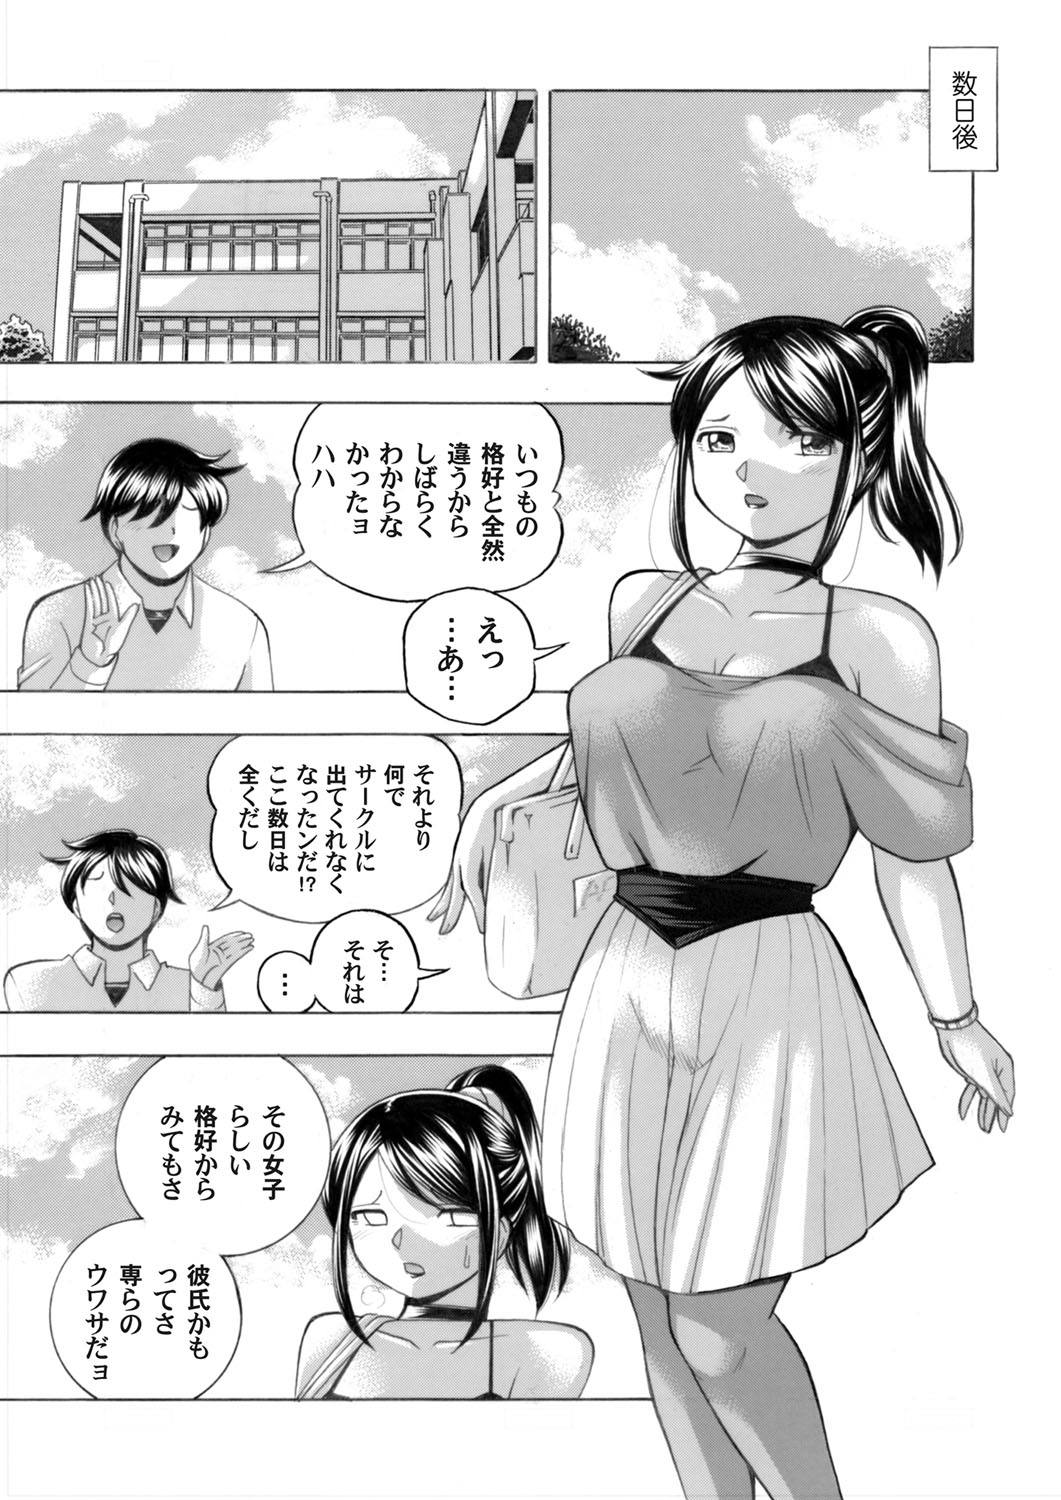 数日後
いつもの
格好と全然
違うから
しばらく
わからな
かったヨ
ハハ
えっ
…あ…
それより
何で
サークルに
出てくれなく
なったンだ!?
ここ数日は
全くだし
そ…
それは
…
その女子
らしい
格好から
みてもさ
彼氏かも
ってさ
専らの
ウワサだョ